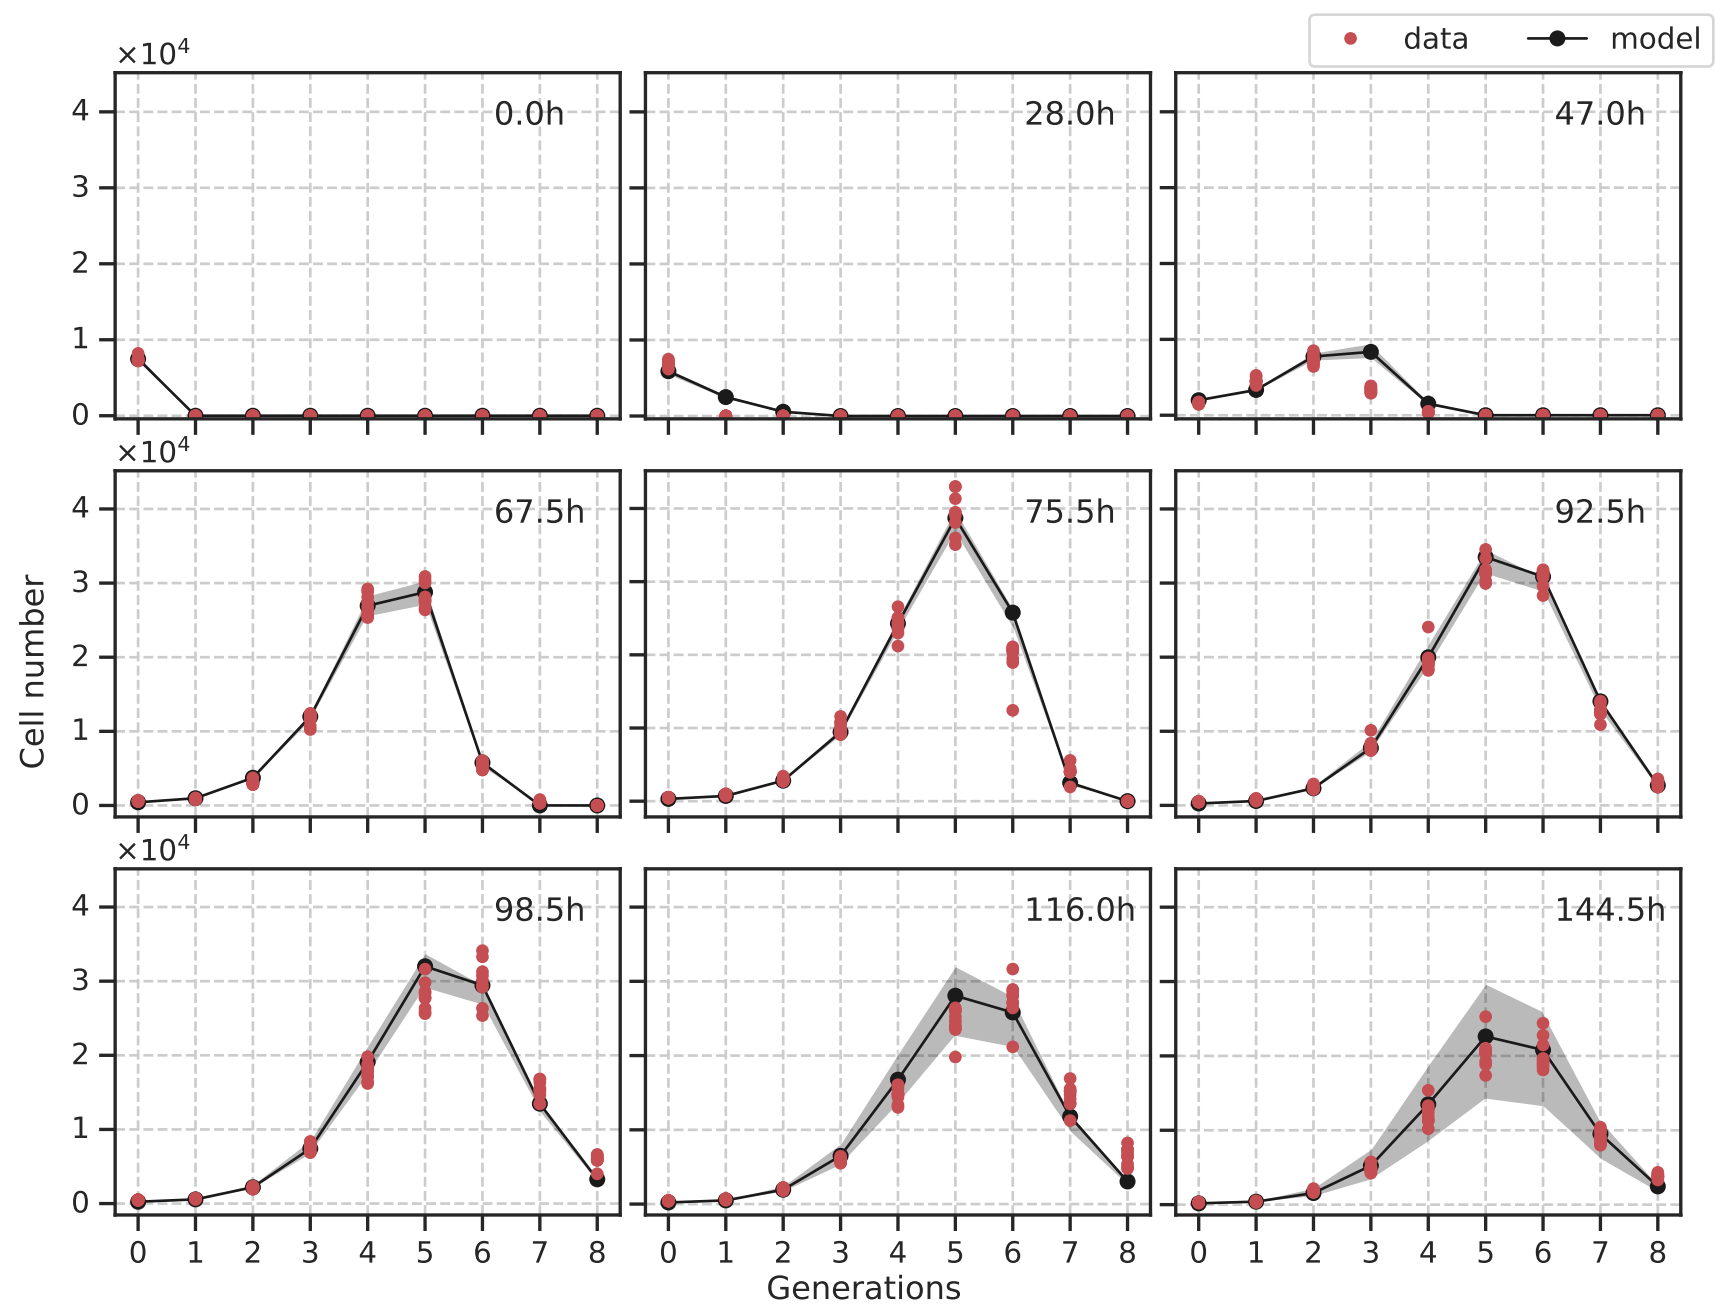 data model
×10⁴
4
3
2
1
0
0.0h
28.0h
47.0h
×10⁴
4
3
2
1
0
67.5h
75.5h
92.5h
Cell number
×10⁴
4
3
2
1
0
98.5h
116.0h
144.5h
0 1 2 3 4 5 6 7 8
0 1 2 3 4 5 6 7 8
0 1 2 3 4 5 6 7 8
Generations